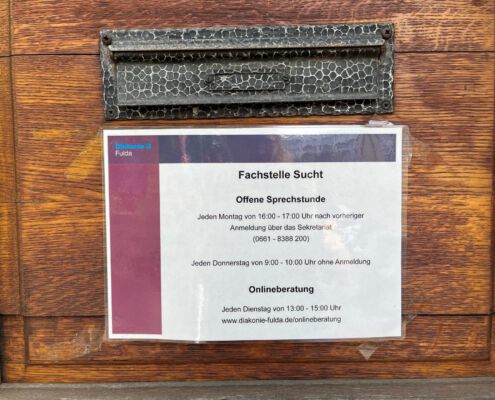 Diakonie
Fulda
Fachstelle Sucht
Offene Sprechstunde
Jeden Montag von 16:00 - 17:00 Uhr nach vorheriger
Anmeldung über das Sekretariat
(0661 - 8388 200)
Jeden Donnerstag von 9:00 - 10:00 Uhr ohne Anmeldung
Onlineberatung
Jeden Dienstag von 13:00 - 15:00 Uhr
www.diakonie-fulda.de/onlineberatung